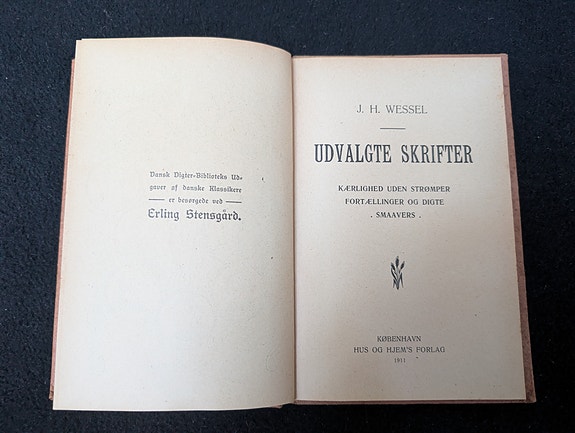 Dansk Digter-Biblioteks Ud-
gaver af danske Klassikere
er besørgede ved
Erling Stensgård.
J. H. WESSEL
UDVALGTE SKRIFTER
KÆRLIGHED UDEN STRØMPER
FORTÆLLINGER OG DIGTE
. SMAAVERS .
KØBENHAVN
HUS OG HJEM'S FORLAG
1911